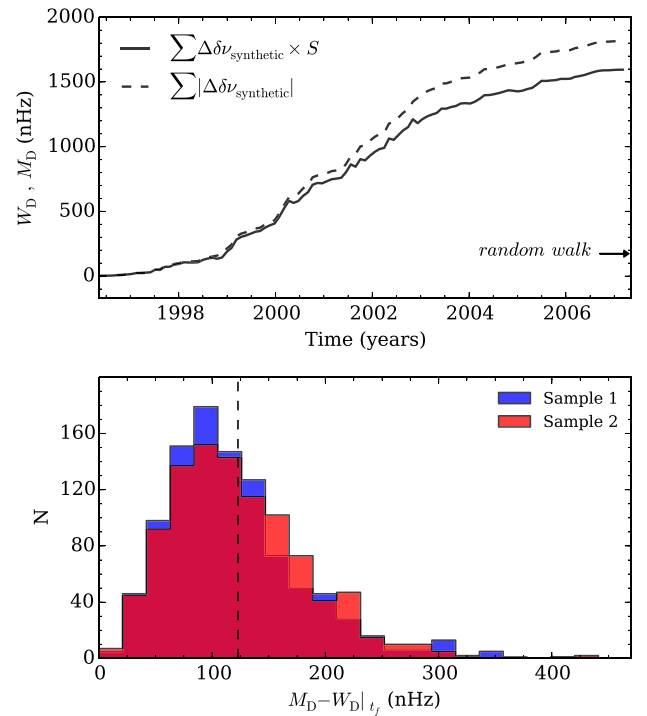 2000
∑Δδν_synthetic × S
∑|Δδν_synthetic|
1500
1000
500
0
W_D , M_D (nHz)
random walk
1998 2000 2002 2004 2006
Time (years)
Sample 1
Sample 2
160
120
80
40
0
N
0 100 200 300 400
M_D−W_D|_{t_f} (nHz)